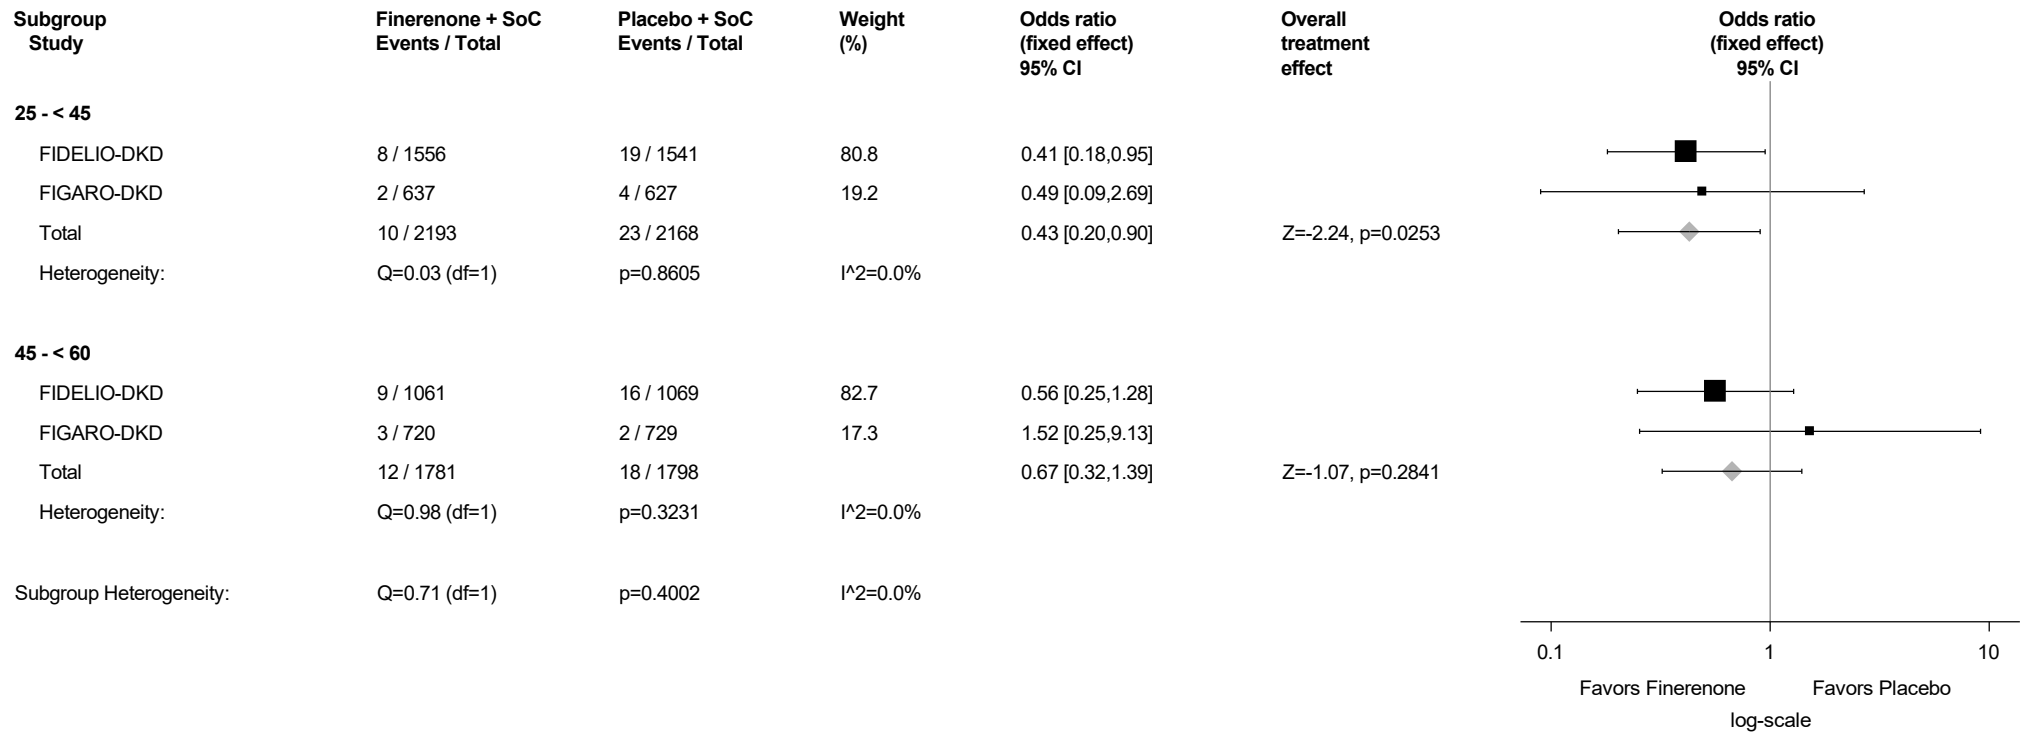 Subgroup Finerenone + SoC Placebo + SoC Weight Odds ratio Overall Odds ratio
Study Events / Total Events / Total (%) (fixed effect) treatment (fixed effect)
95% CI effect 95% CI
25 - < 45
FIDELIO-DKD 8 / 1556 19 / 1541 80.8 0.41 [0.18,0.95]
FIGARO-DKD 2 / 637 4 / 627 19.2 0.49 [0.09,2.69]
Total 10 / 2193 23 / 2168 0.43 [0.20,0.90] Z=-2.24, p=0.0253
Heterogeneity: Q=0.03 (df=1) p=0.8605 I^2=0.0%
45 - < 60
FIDELIO-DKD 9 / 1061 16 / 1069 82.7 0.56 [0.25,1.28]
FIGARO-DKD 3 / 720 2 / 729 17.3 1.52 [0.25,9.13]
Total 12 / 1781 18 / 1798 0.67 [0.32,1.39] Z=-1.07, p=0.2841
Heterogeneity: Q=0.98 (df=1) p=0.3231 I^2=0.0%
Subgroup Heterogeneity: Q=0.71 (df=1) p=0.4002 I^2=0.0%
0.1 1 10
Favors Finerenone Favors Placebo
log-scale